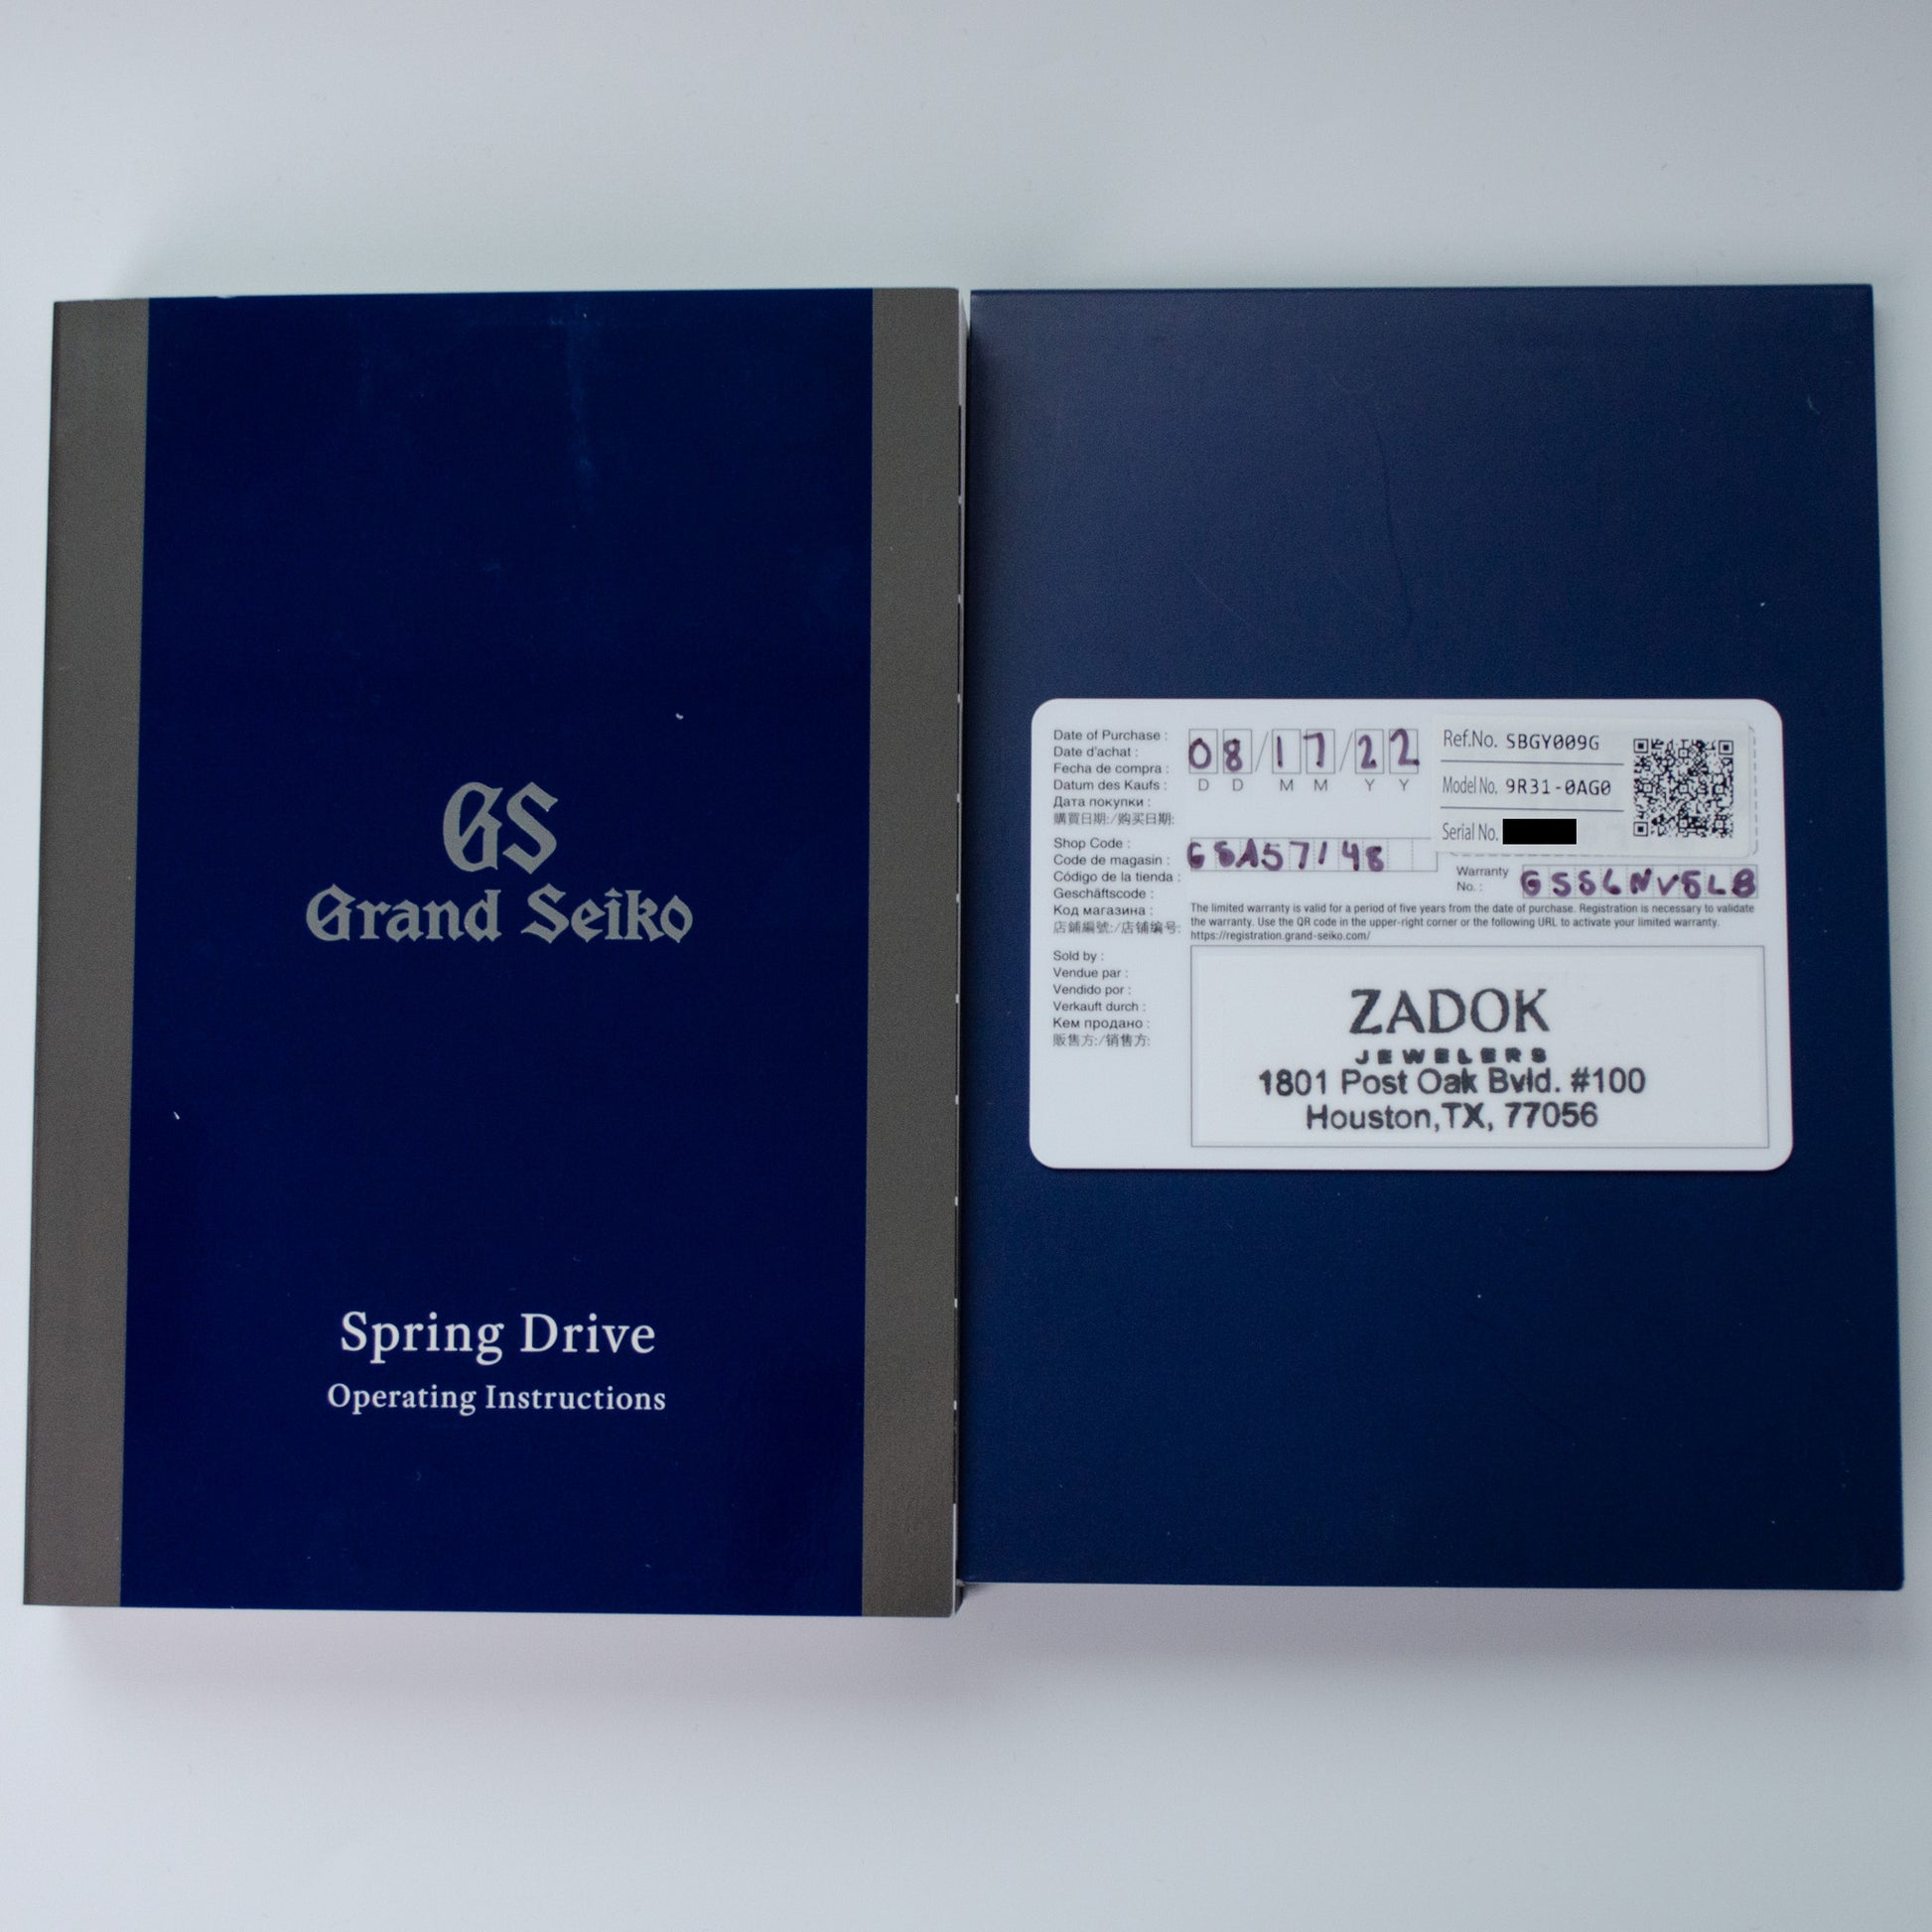 GS
Grand Seiko
Spring Drive
Operating Instructions
Date of Purchase :
Date d'achat :
Fecha de compra :
Datum des Kaufs :
Дата покупки :
購買日期:/购买日期:
08/17/22
D D M M Y Y
Ref.No. SBGY009G
Model No. 9R31-0AG0
Serial No.
Shop Code :
Code de magasin :
Código de la tienda :
Geschäftscode :
Код магазина :
店鋪編號:/店铺编号:
GSA57148
Warranty
No. :
The limited warranty is valid for a period of five years from the date of purchase. Registration is necessary to validate
the warranty. Use the QR code in the upper-right corner or the following URL to activate your limited warranty.
https://registration.grand-seiko.com/
Sold by :
Vendue par :
Vendido por :
Verkauft durch :
Кем продано :
販售方:/销售方:
ZADOK
JEWELERS
1801 Post Oak Bvld. #100
Houston,TX, 77056